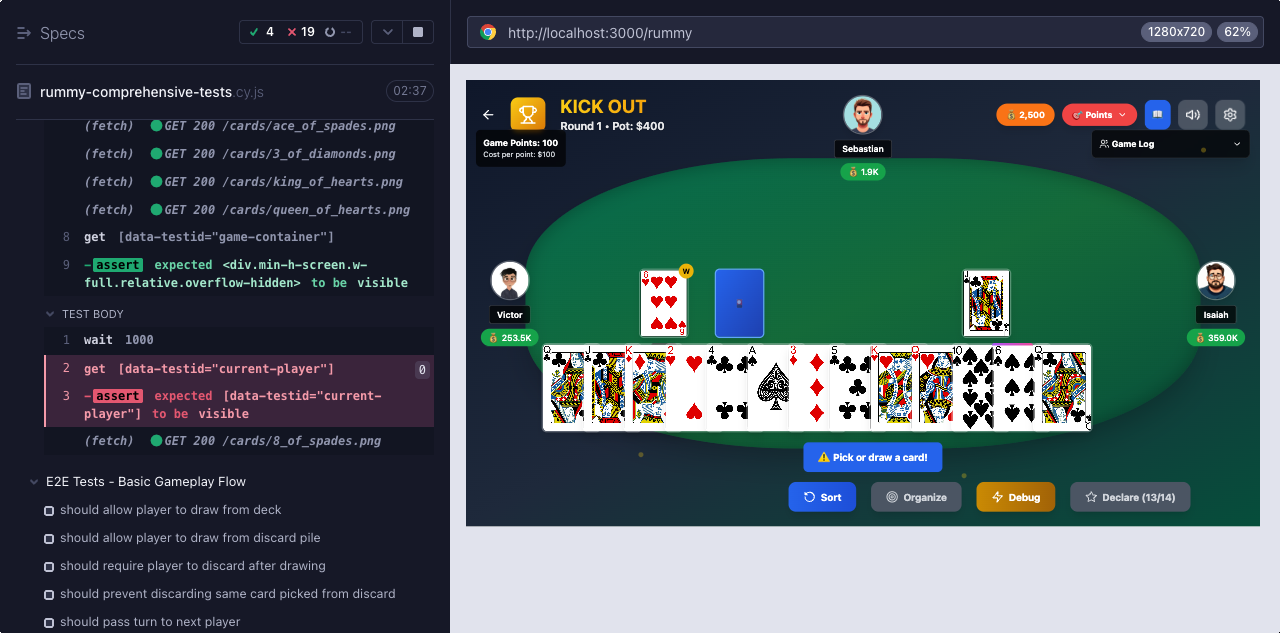 Specs
4 19 --
rummy-comprehensive-tests.cy.js 02:37
(fetch) GET 200 /cards/ace_of_spades.png
(fetch) GET 200 /cards/3_of_diamonds.png
(fetch) GET 200 /cards/king_of_hearts.png
(fetch) GET 200 /cards/queen_of_hearts.png
8 get [data-testid="game-container"]
9 -assert expected <div.min-h-screen.w-
full.relative.overflow-hidden> to be visible
TEST BODY
1 wait 1000
2 get [data-testid="current-player"] 0
3 -assert expected [data-testid="current-
player"] to be visible
(fetch) GET 200 /cards/8_of_spades.png
E2E Tests - Basic Gameplay Flow
should allow player to draw from deck
should allow player to draw from discard pile
should require player to discard after drawing
should prevent discarding same card picked from discard
should pass turn to next player
http://localhost:3000/rummy 1280x720 62%
KICK OUT
Round 1 • Pot: $400
Game Points: 100
Cost per point: $100
Sebastian
1.9K
2,500 Points
Game Log
Victor
253.5K
6 W
6
J
Isaiah
359.0K
Q J K 2 4 A 3 5 K Q 10 6 Q
Pick or draw a card!
Sort Organize Debug Declare (13/14)